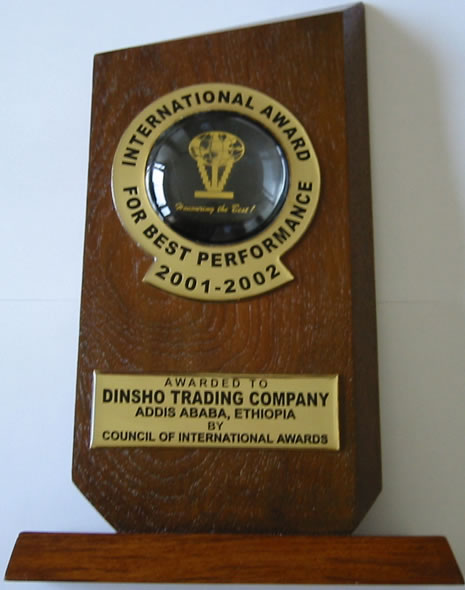 INTERNATIONAL AWARD
Honouring the Best!
FOR BEST PERFORMANCE
2001-2002
AWARDED TO
DINSHO TRADING COMPANY
ADDIS ABABA, ETHIOPIA
BY
COUNCIL OF INTERNATIONAL AWARDS